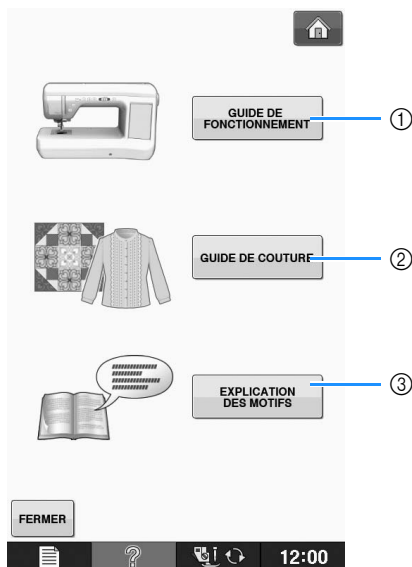 GUIDE DE
FONCTIONNEMENT
①
GUIDE DE COUTURE
②
EXPLICATION
DES MOTIFS
③
FERMER
12:00